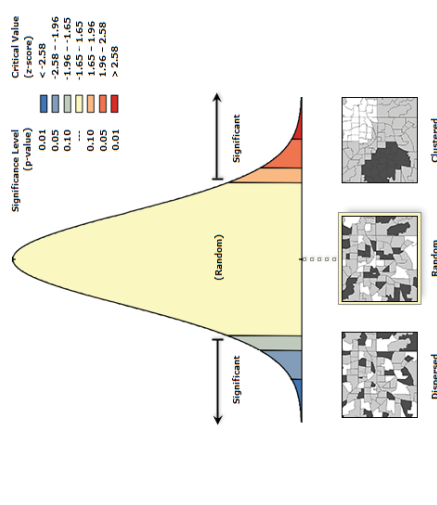 Significance Level
(p-value)
Critical Value
(z-score)
0.01 < -2.58
0.05 -2.58 – -1.96
0.10 -1.96 – -1.65
--- -1.65 – 1.65
0.10 1.65 – 1.96
0.05 1.96 – 2.58
0.01 > 2.58
Significant
(Random)
Significant
Dispersed
Random
Clustered